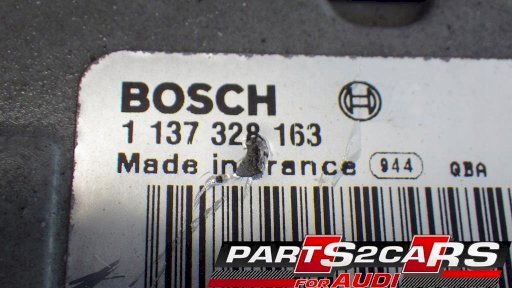 BOSCH
1 137 328 163
Made in France 944 QBA
PARTS2CARS
FOR AUDI